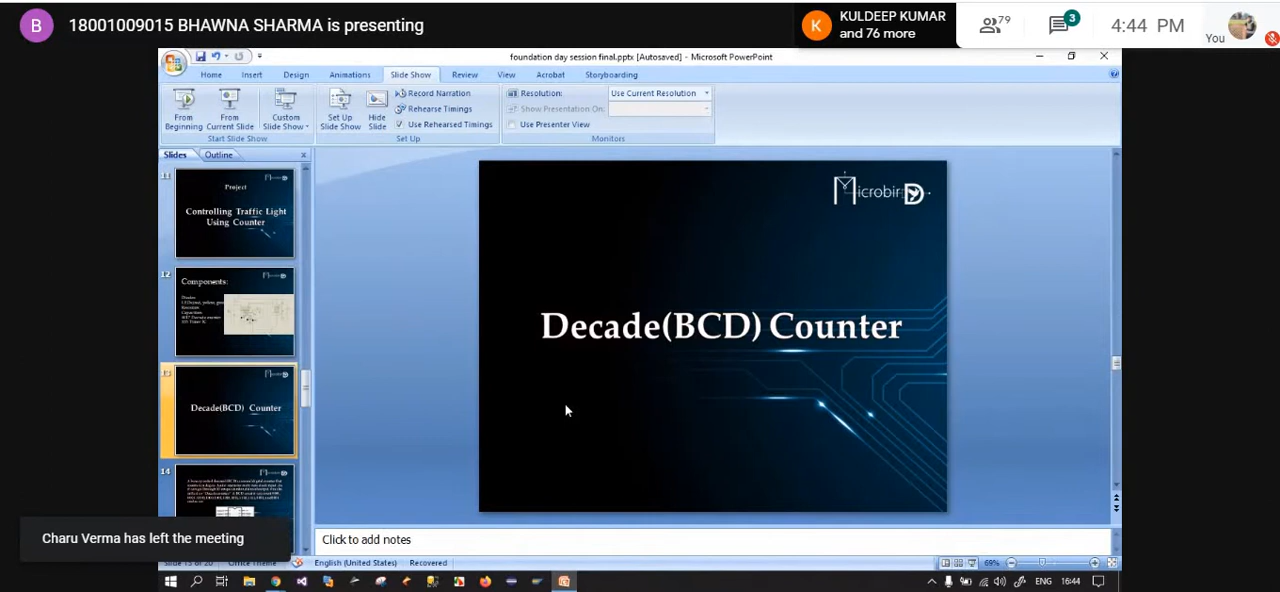 B 18001009015 BHAWNA SHARMA is presenting
K KULDEEP KUMAR
and 76 more
79
3
4:44 PM
You
foundation day session final.pptx [Autosaved] - Microsoft PowerPoint
Home Insert Design Animations Slide Show Review View Acrobat Storyboarding
From
Beginning
From
Current Slide
Custom
Slide Show
Start Slide Show
Set Up
Slide Show
Hide
Slide
Record Narration
Rehearse Timings
Use Rehearsed Timings
Set Up
Resolution: Use Current Resolution
Show Presentation On:
Use Presenter View
Monitors
Slides Outline
11
Project
Controlling Traffic Light
Using Counter
12
Components:
13
Decade(BCD) Counter
14
MicrobirD
Decade(BCD) Counter
Charu Verma has left the meeting
Click to add notes
English (United States) Recovered
69%
ENG 16:44